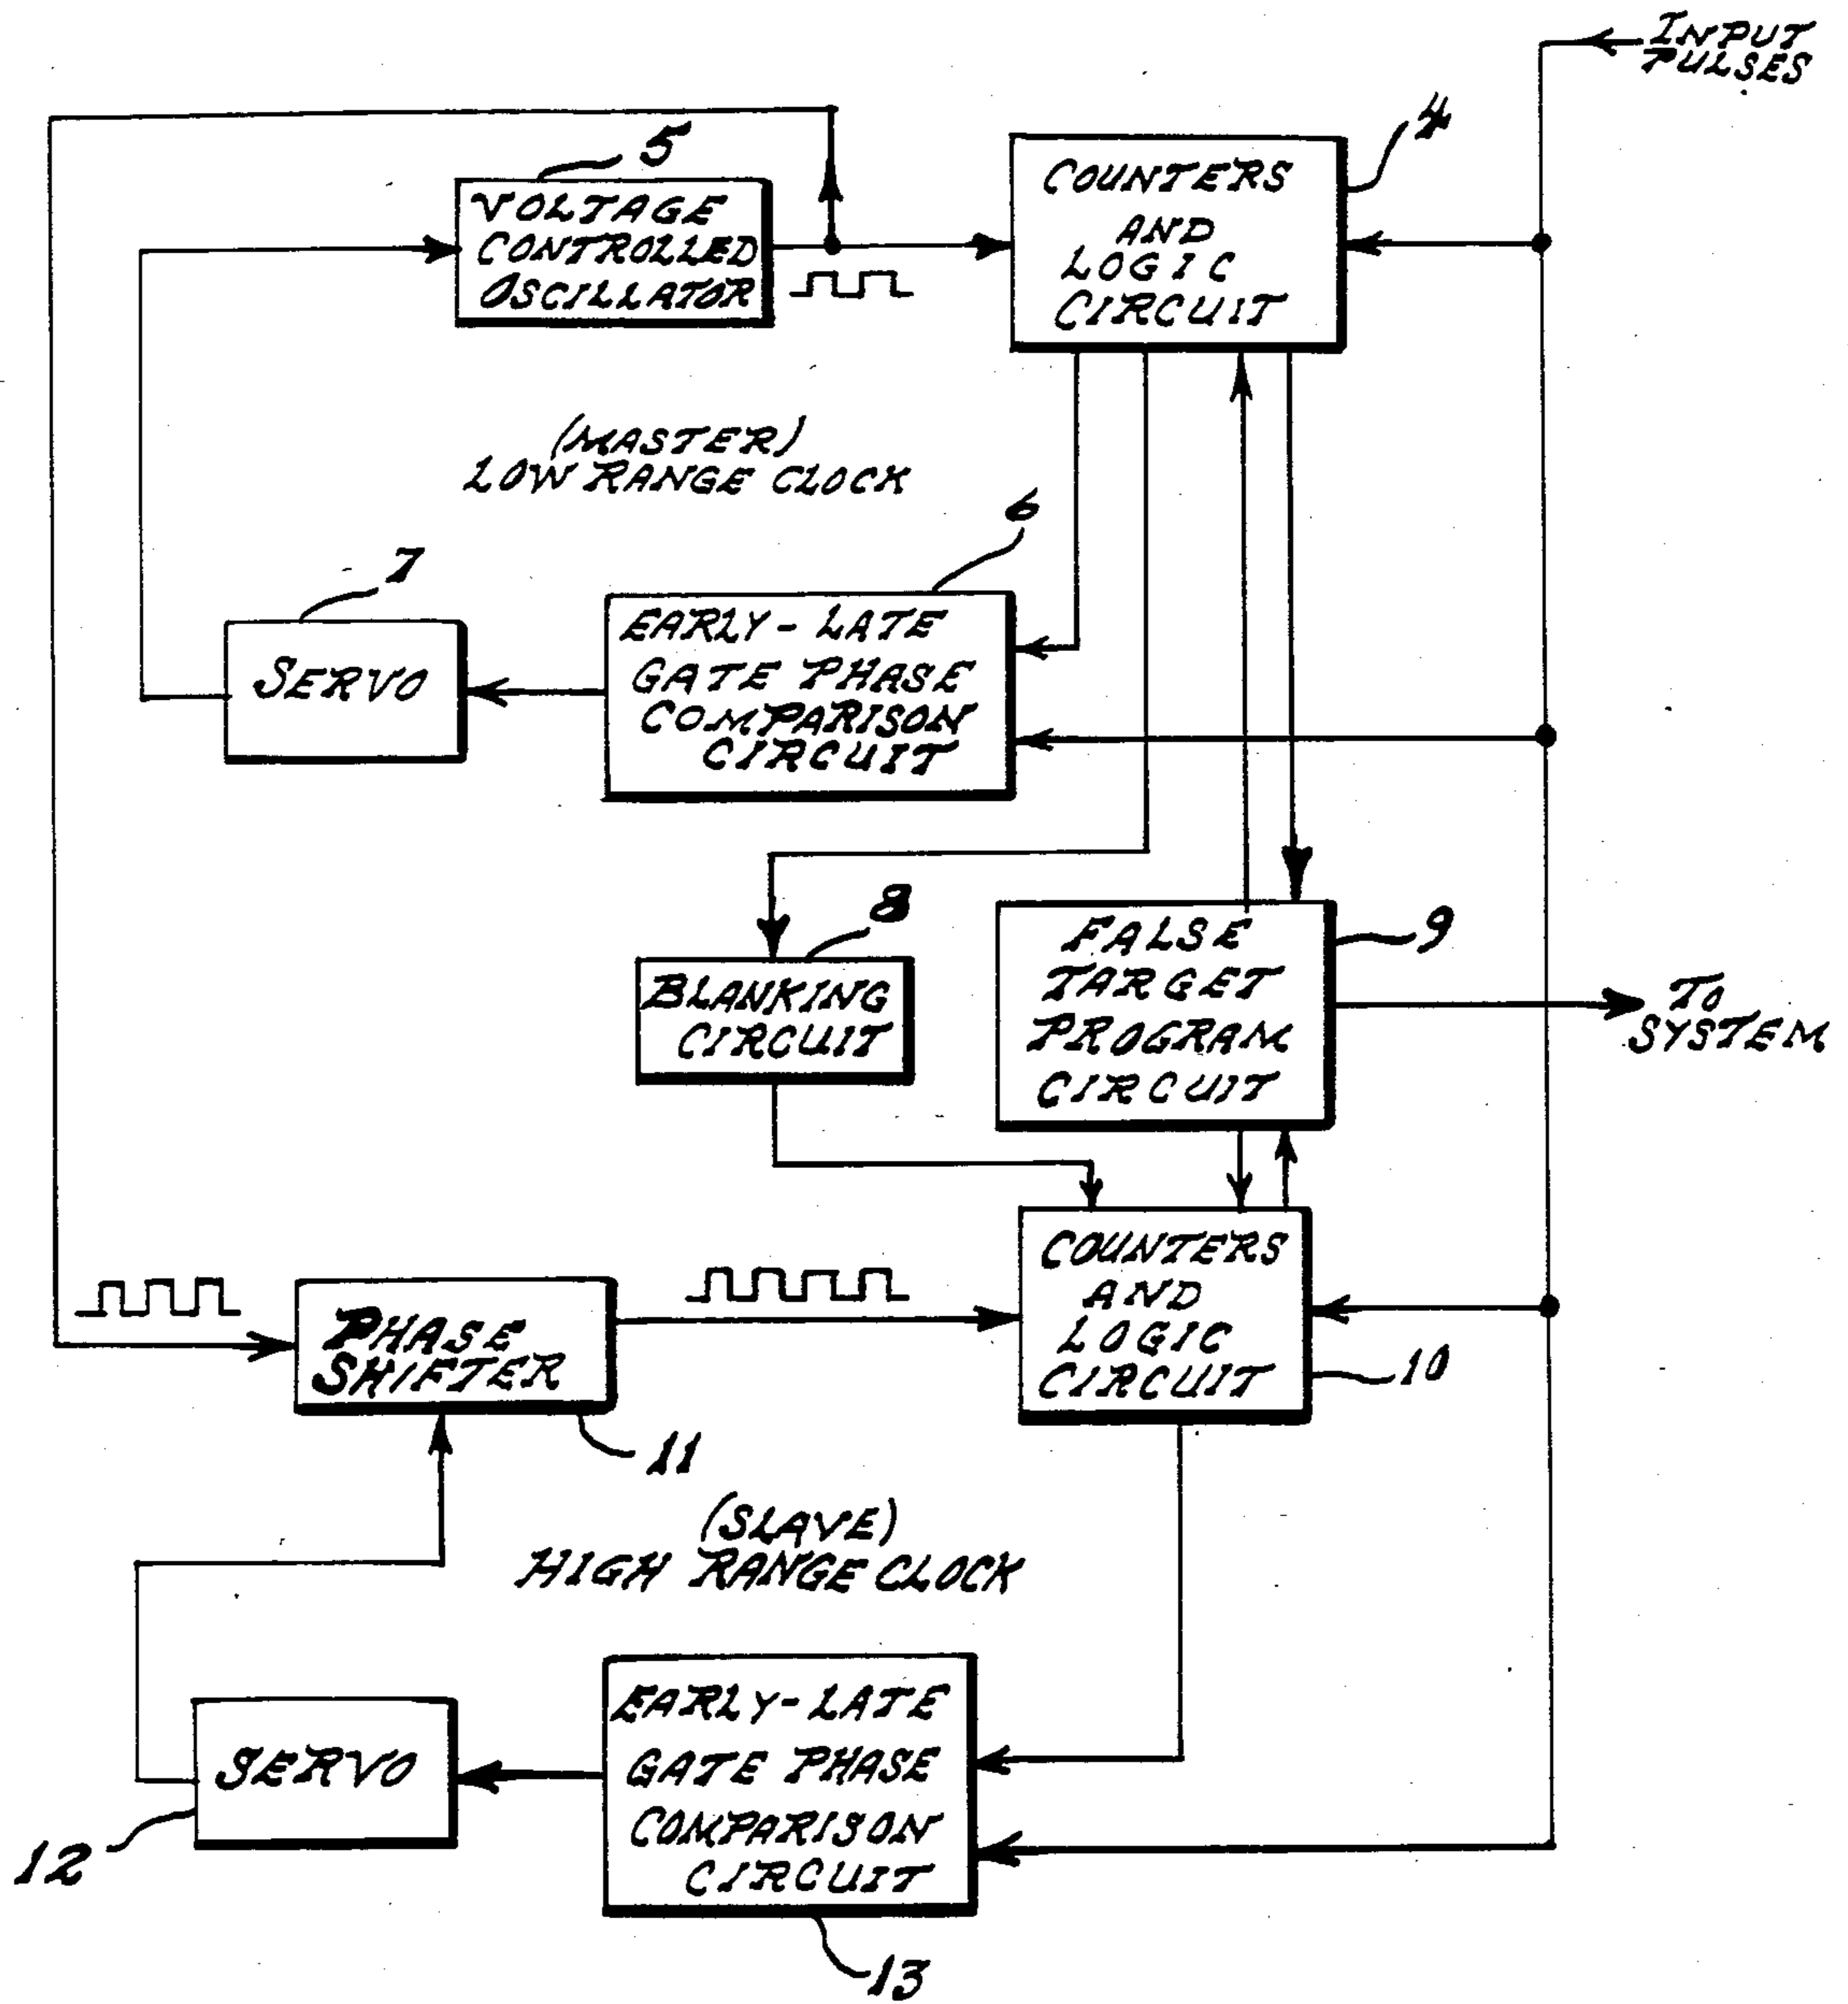 INPUT
PULSES
4
5
COUNTERS
AND
LOGIC
CIRCUIT
VOLTAGE
CONTROLLED
OSCILLATOR
(MASTER)
LOW RANGE CLOCK
6
7
EARLY-LATE
GATE PHASE
COMPARISON
CIRCUIT
SERVO
8
9
FALSE
TARGET
PROGRAM
CIRCUIT
BLANKING
CIRCUIT
TO
SYSTEM
COUNTERS
AND
LOGIC
CIRCUIT
10
PHASE
SHIFTER
11
(SLAVE)
HIGH RANGE CLOCK
EARLY-LATE
GATE PHASE
COMPARISON
CIRCUIT
SERVO
12
13